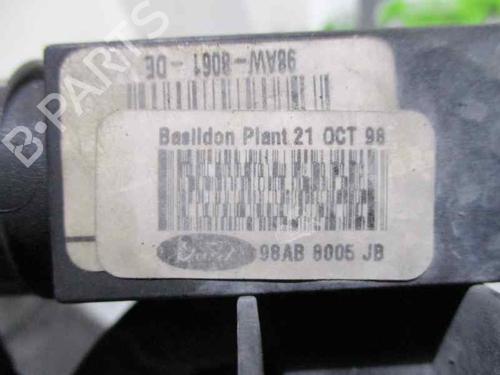 98AW-8061-DE
Basildon Plant 21 OCT 98
Ford 98AB 8005 JB
B-PARTS